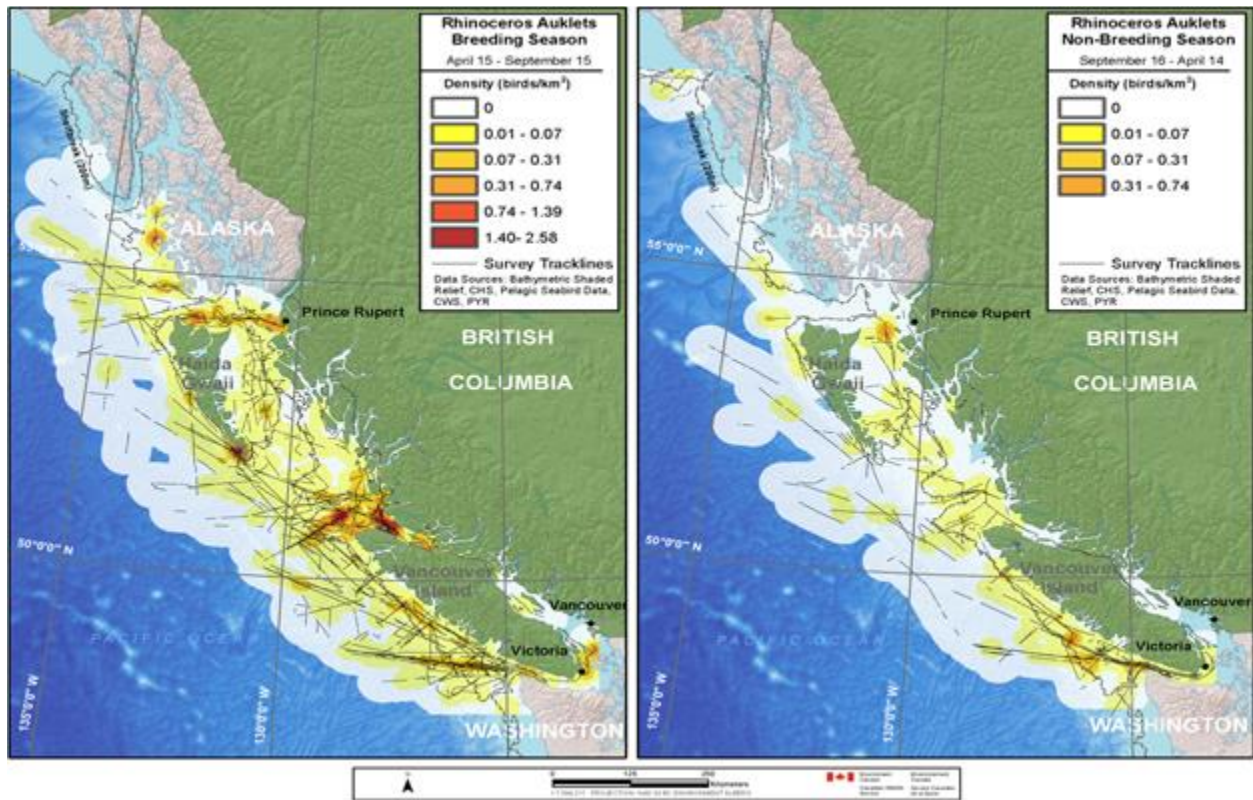 Rhinoceros Auklets
Breeding Season
April 15 - September 15
Density (birds/km²)
0
0.01 - 0.07
0.07 - 0.31
0.31 - 0.74
0.74 - 1.39
1.40- 2.58
Survey Tracklines
Data Sources: Bathymetric Shaded
Relief, CHS, Pelagic Seabird Data,
CWS, PYR
Shelfbreak (200m)
ALASKA
Prince Rupert
BRITISH
COLUMBIA
Haida
Gwaii
50°0'0" N
Vancouver
Island
Vancouver
PACIFIC OCEAN
Victoria
135°0'0" W
130°0'0" W
WASHINGTON
Rhinoceros Auklets
Non-Breeding Season
September 16 - April 14
Density (birds/km²)
0
0.01 - 0.07
0.07 - 0.31
0.31 - 0.74
Survey Tracklines
Data Sources: Bathymetric Shaded
Relief, CHS, Pelagic Seabird Data,
CWS, PYR
Shelfbreak (200m)
ALASKA
55°0'0" N
Prince Rupert
BRITISH
COLUMBIA
Haida
Gwaii
50°0'0" N
Vancouver
Island
Vancouver
PACIFIC OCEAN
Victoria
135°0'0" W
130°0'0" W
WASHINGTON
0 125 250
Kilometers